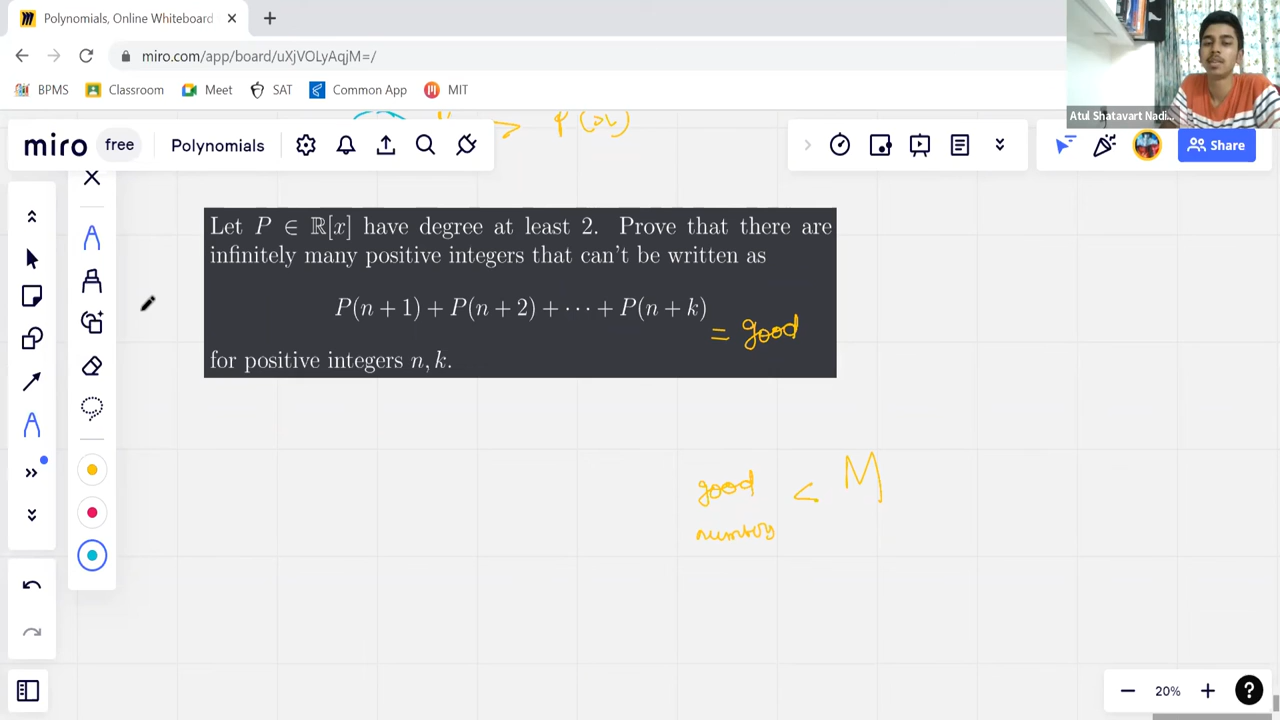 Polynomials, Online Whiteboard
miro.com/app/board/uXjVOLyAqjM=/
BPMS Classroom Meet SAT Common App MIT
> P(x)
miro free Polynomials
Share
Atul Shatavart Nadi...
Let P ∈ ℝ[x] have degree at least 2. Prove that there are
infinitely many positive integers that can't be written as
P(n + 1) + P(n + 2) + ··· + P(n + k)
= good
for positive integers n, k.
good < M
numbers
20%